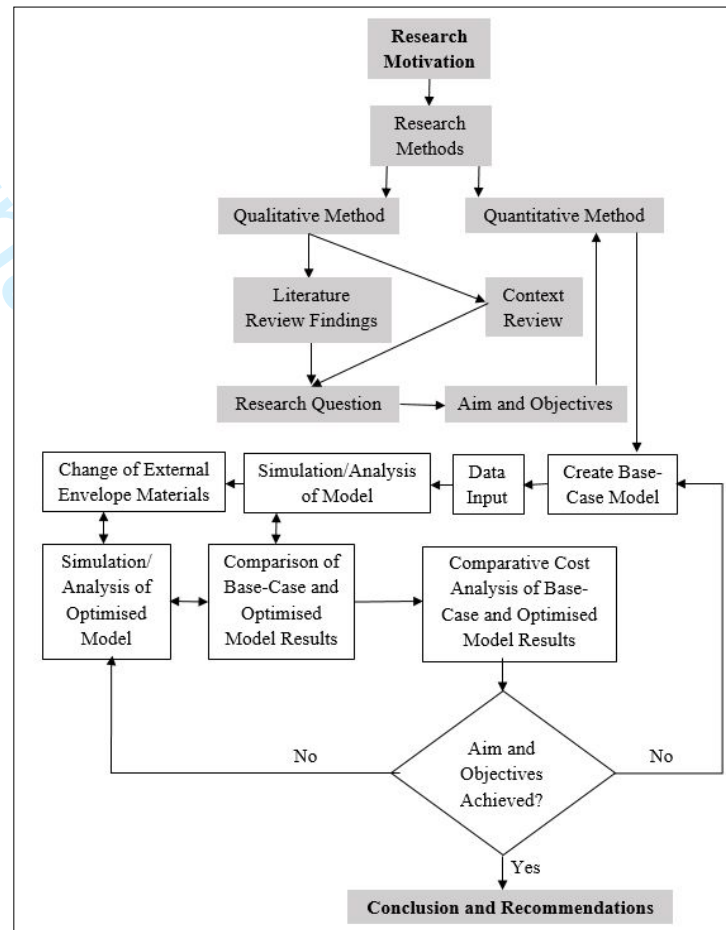 Research
Motivation
Research
Methods
Qualitative Method
Quantitative Method
Literature
Review Findings
Context
Review
Research Question
Aim and Objectives
Change of External
Envelope Materials
Simulation/Analysis
of Model
Data
Input
Create Base-
Case Model
Simulation/
Analysis of
Optimised
Model
Comparison of
Base-Case and
Optimised
Model Results
Comparative Cost
Analysis of Base-
Case and Optimised
Model Results
No
Aim and
Objectives
Achieved?
No
Yes
Conclusion and Recommendations